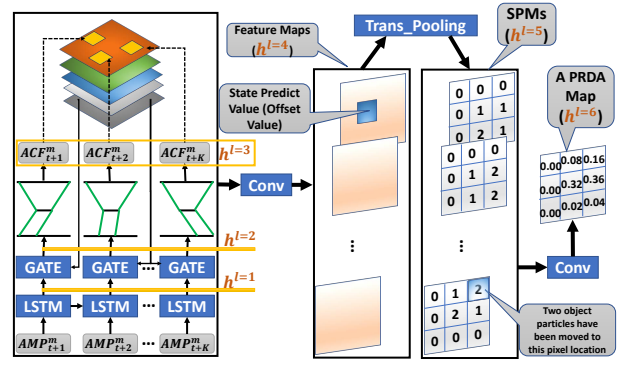 ACF^m_{t+1} ACF^m_{t+2} ACF^m_{t+K} h^{l=3}
h^{l=2}
GATE GATE ... GATE
h^{l=1}
LSTM LSTM ... LSTM
AMP^m_{t+1} AMP^m_{t+2} AMP^m_{t+K}
Conv
Feature Maps
(h^{l=4})
State Predict
Value (Offset
Value)
⋮
Trans_Pooling
SPMs
(h^{l=5})
0 0 0
0 1 1
0 2 1
0 0 0
0 1 2
0 1 2
⋮
0 1 2
0 2 1
0 0 0
Two object
particles have
been moved to
this pixel location
Conv
A PRDA
Map
(h^{l=6})
0.00 0.08 0.16
0.00 0.32 0.36
0.00 0.02 0.04